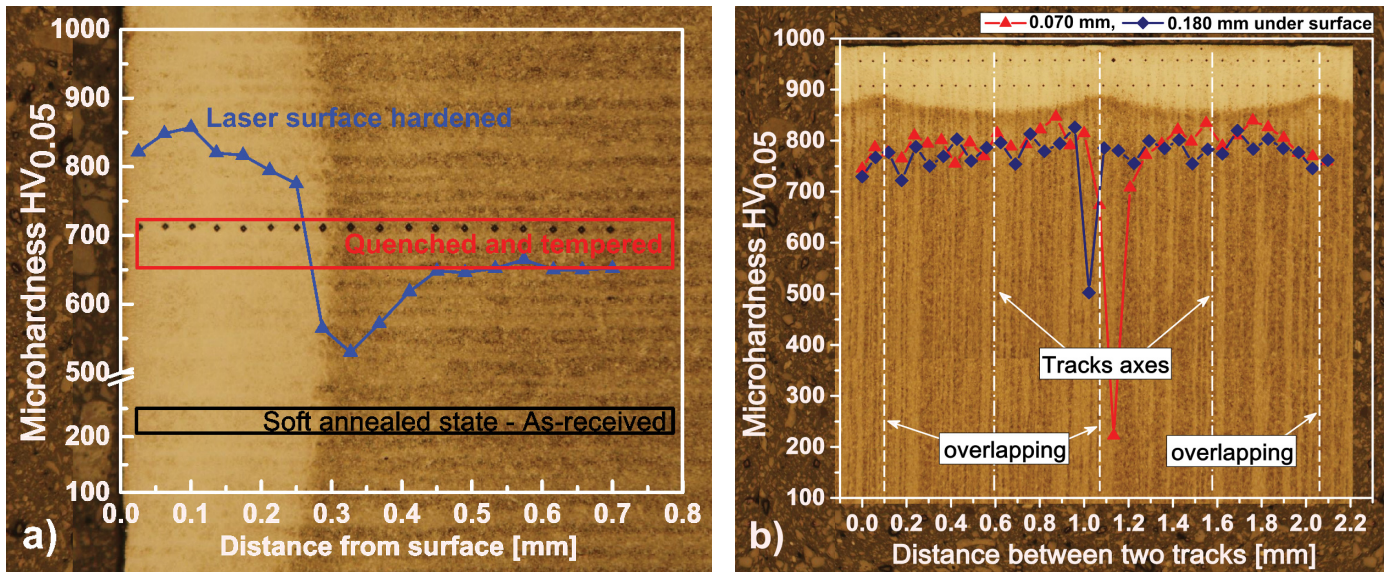 1000
900
800
700
600
500
200
100
Microhardness HV0.05
Laser surface hardened
Quenched and tempered
Soft annealed state - As-received
0.0 0.1 0.2 0.3 0.4 0.5 0.6 0.7 0.8
Distance from surface [mm]
a)
0.070 mm, 0.180 mm under surface
1000
900
800
700
600
500
400
300
200
100
Microhardness HV0.05
Tracks axes
overlapping
overlapping
0.0 0.2 0.4 0.6 0.8 1.0 1.2 1.4 1.6 1.8 2.0 2.2
Distance between two tracks [mm]
b)